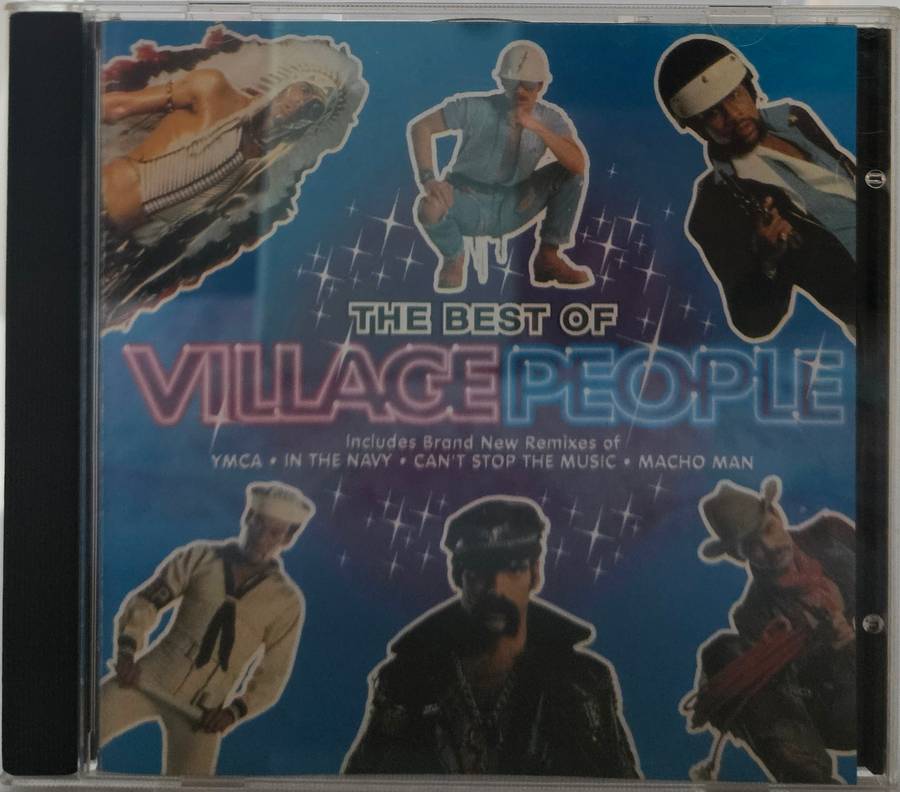 THE BEST OF
VILLAGE PEOPLE
Includes Brand New Remixes of
YMCA • IN THE NAVY • CAN'T STOP THE MUSIC • MACHO MAN